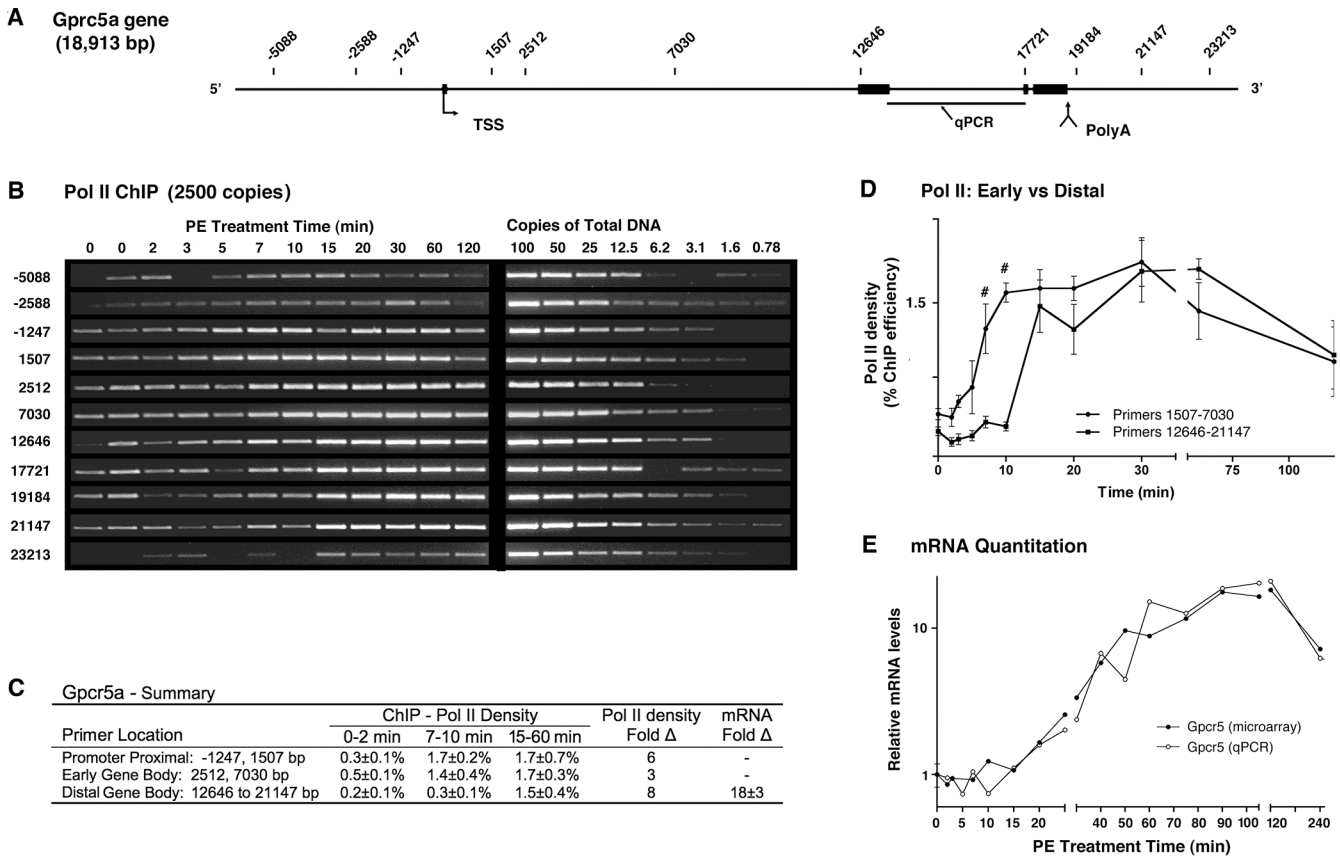 A
Gprc5a gene
(18,913 bp)
-5088 -2588 -1247 1507 2512 7030 12646 17721 19184 21147 23213
5' 3'
TSS qPCR PolyA
B Pol II ChIP (2500 copies)
PE Treatment Time (min) Copies of Total DNA
0 0 2 3 5 7 10 15 20 30 60 120 100 50 25 12.5 6.2 3.1 1.6 0.78
-5088
-2588
-1247
1507
2512
7030
12646
17721
19184
21147
23213
C Gpcr5a - Summary
ChIP - Pol II Density Pol II density mRNA
Primer Location 0-2 min 7-10 min 15-60 min Fold Δ Fold Δ
Promoter Proximal: -1247, 1507 bp 0.3±0.1% 1.7±0.2% 1.7±0.7% 6 -
Early Gene Body: 2512, 7030 bp 0.5±0.1% 1.4±0.4% 1.7±0.3% 3 -
Distal Gene Body: 12646 to 21147 bp 0.2±0.1% 0.3±0.1% 1.5±0.4% 8 18±3
D Pol II: Early vs Distal
Pol II density
(% ChIP efficiency)
1.5
# #
Primers 1507-7030
Primers 12646-21147
0 10 20 30 75 100
Time (min)
E mRNA Quantitation
Relative mRNA levels
10
1
Gpcr5 (microarray)
Gpcr5 (qPCR)
0 5 10 15 20 40 50 60 70 80 90 100 120 240
PE Treatment Time (min)